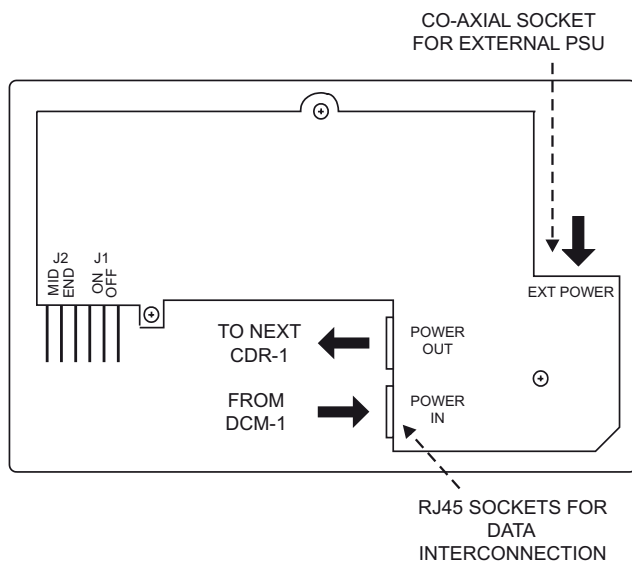 CO-AXIAL SOCKET
FOR EXTERNAL PSU
J2
J1
MID
END
ON
OFF
EXT POWER
TO NEXT
CDR-1
POWER
OUT
FROM
DCM-1
POWER
IN
RJ45 SOCKETS FOR
DATA
INTERCONNECTION